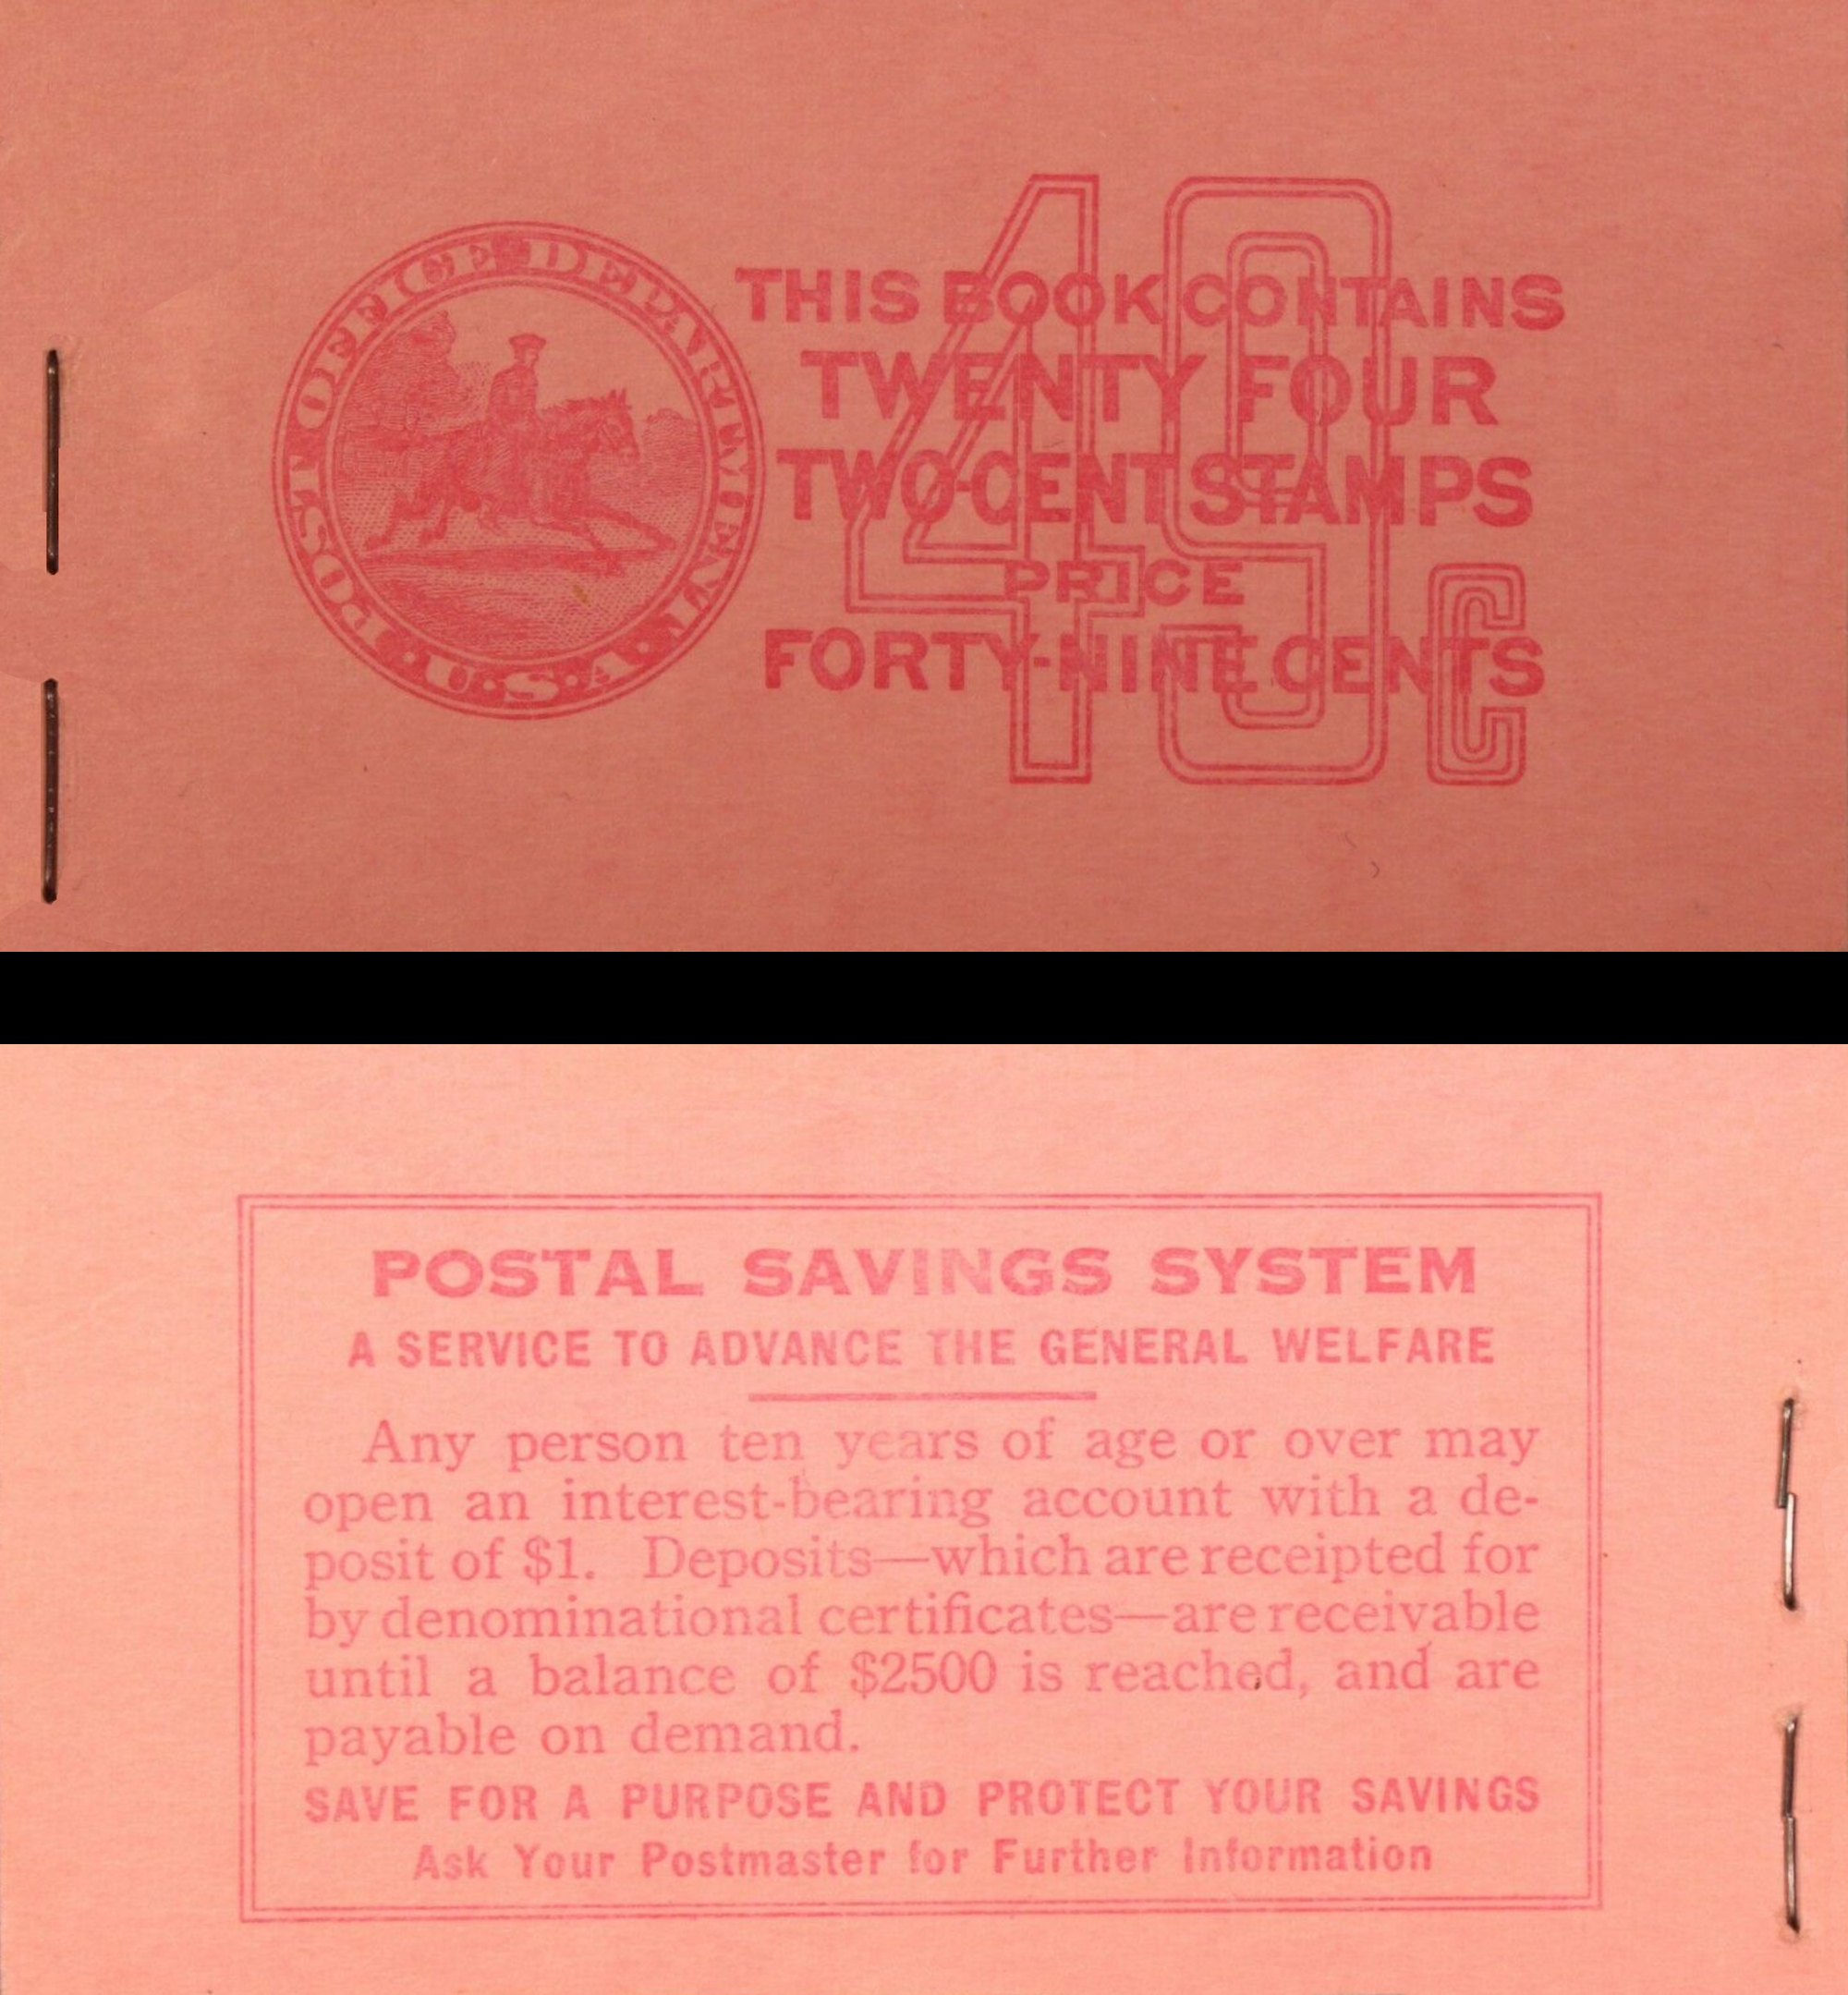 POST OFFICE DEPARTMENT
U.S.A.
49c
THIS BOOK CONTAINS
TWENTY FOUR
TWO-CENT STAMPS
PRICE
FORTY-NINE CENTS
POSTAL SAVINGS SYSTEM
A SERVICE TO ADVANCE THE GENERAL WELFARE
Any person ten years of age or over may
open an interest-bearing account with a de-
posit of $1. Deposits—which are receipted for
by denominational certificates—are receivable
until a balance of $2500 is reached, and are
payable on demand.
SAVE FOR A PURPOSE AND PROTECT YOUR SAVINGS
Ask Your Postmaster for Further Information